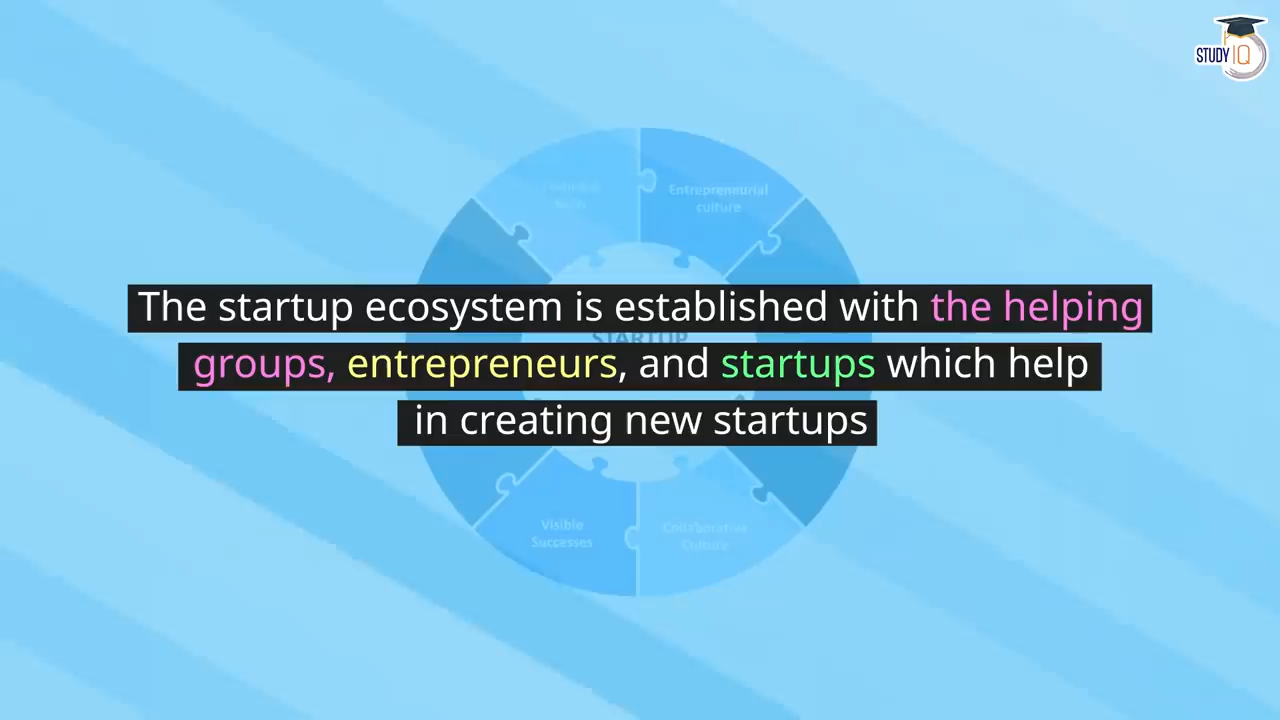 STUDY IQ
Entrepreneurial
culture
The startup ecosystem is established with the helping
STARTUP
groups, entrepreneurs, and startups which help
in creating new startups
Visible
Successes
Collaborative
Culture